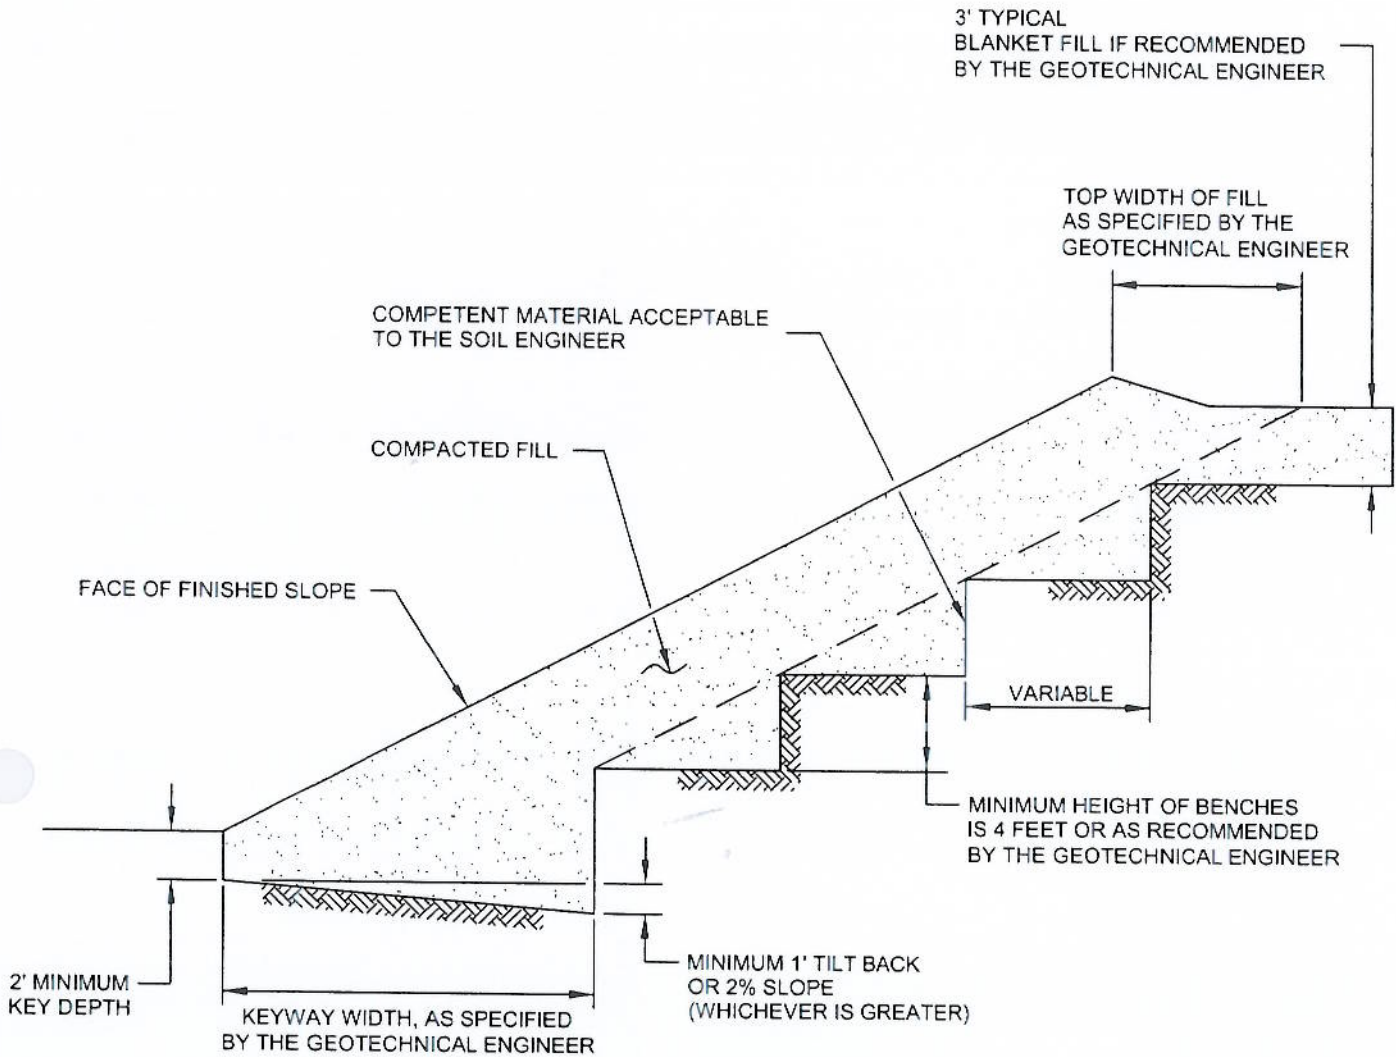 3' TYPICAL
BLANKET FILL IF RECOMMENDED
BY THE GEOTECHNICAL ENGINEER
TOP WIDTH OF FILL
AS SPECIFIED BY THE
GEOTECHNICAL ENGINEER
COMPETENT MATERIAL ACCEPTABLE
TO THE SOIL ENGINEER
COMPACTED FILL
FACE OF FINISHED SLOPE
VARIABLE
MINIMUM HEIGHT OF BENCHES
IS 4 FEET OR AS RECOMMENDED
BY THE GEOTECHNICAL ENGINEER
2' MINIMUM
KEY DEPTH
MINIMUM 1' TILT BACK
OR 2% SLOPE
(WHICHEVER IS GREATER)
KEYWAY WIDTH, AS SPECIFIED
BY THE GEOTECHNICAL ENGINEER